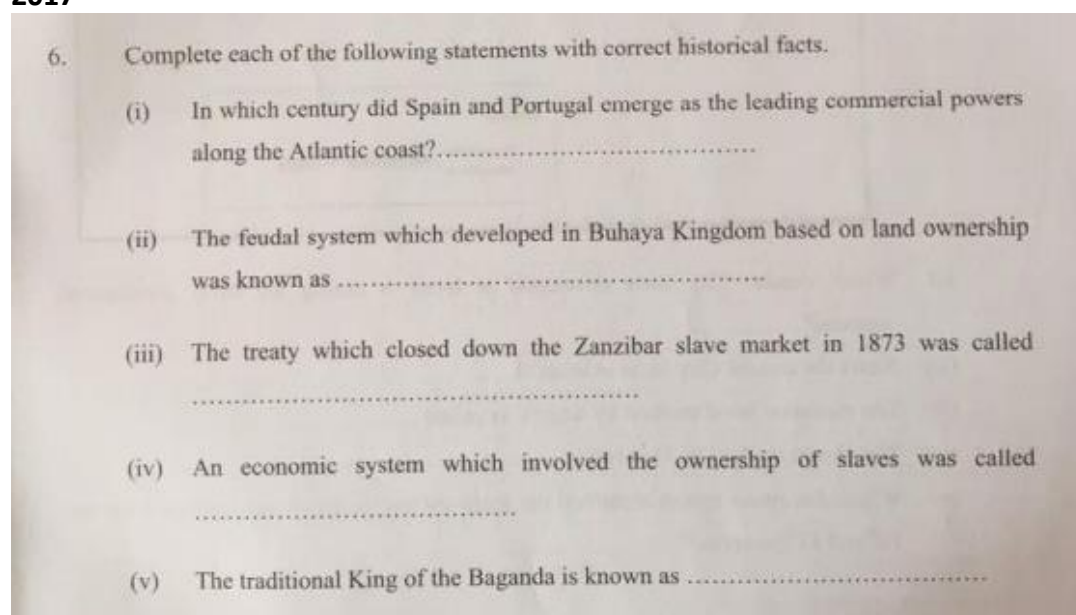 2017
6. Complete each of the following statements with correct historical facts.
(i) In which century did Spain and Portugal emerge as the leading commercial powers
along the Atlantic coast?.......................................
(ii) The feudal system which developed in Buhaya Kingdom based on land ownership
was known as ....................................................
(iii) The treaty which closed down the Zanzibar slave market in 1873 was called
.......................................................
(iv) An economic system which involved the ownership of slaves was called
.......................................
(v) The traditional King of the Baganda is known as .....................................